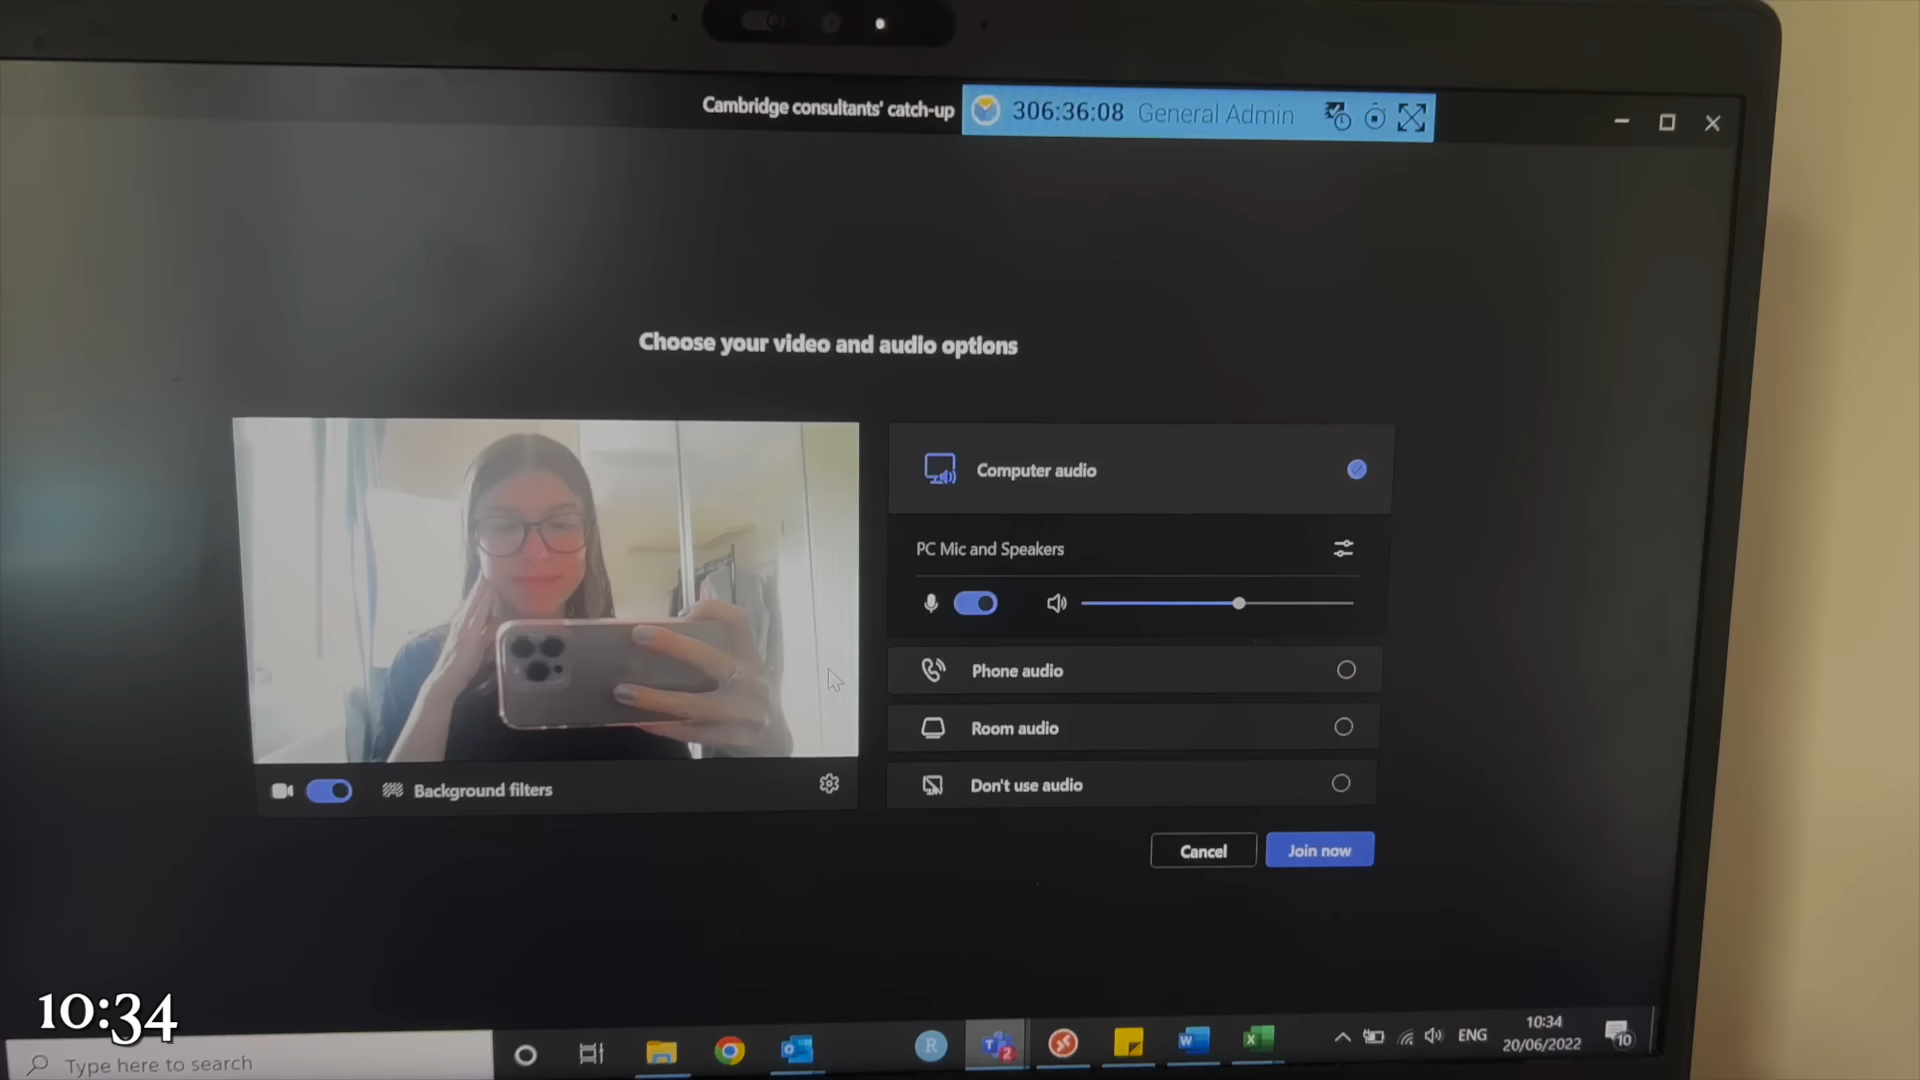 Cambridge consultants' catch-up
306:36:08 General Admin
Choose your video and audio options
Computer audio
PC Mic and Speakers
Phone audio
Room audio
Don't use audio
Background filters
Cancel
Join now
10:34
Type here to search
R
T
2
W
X
ENG
10:34
20/06/2022
10